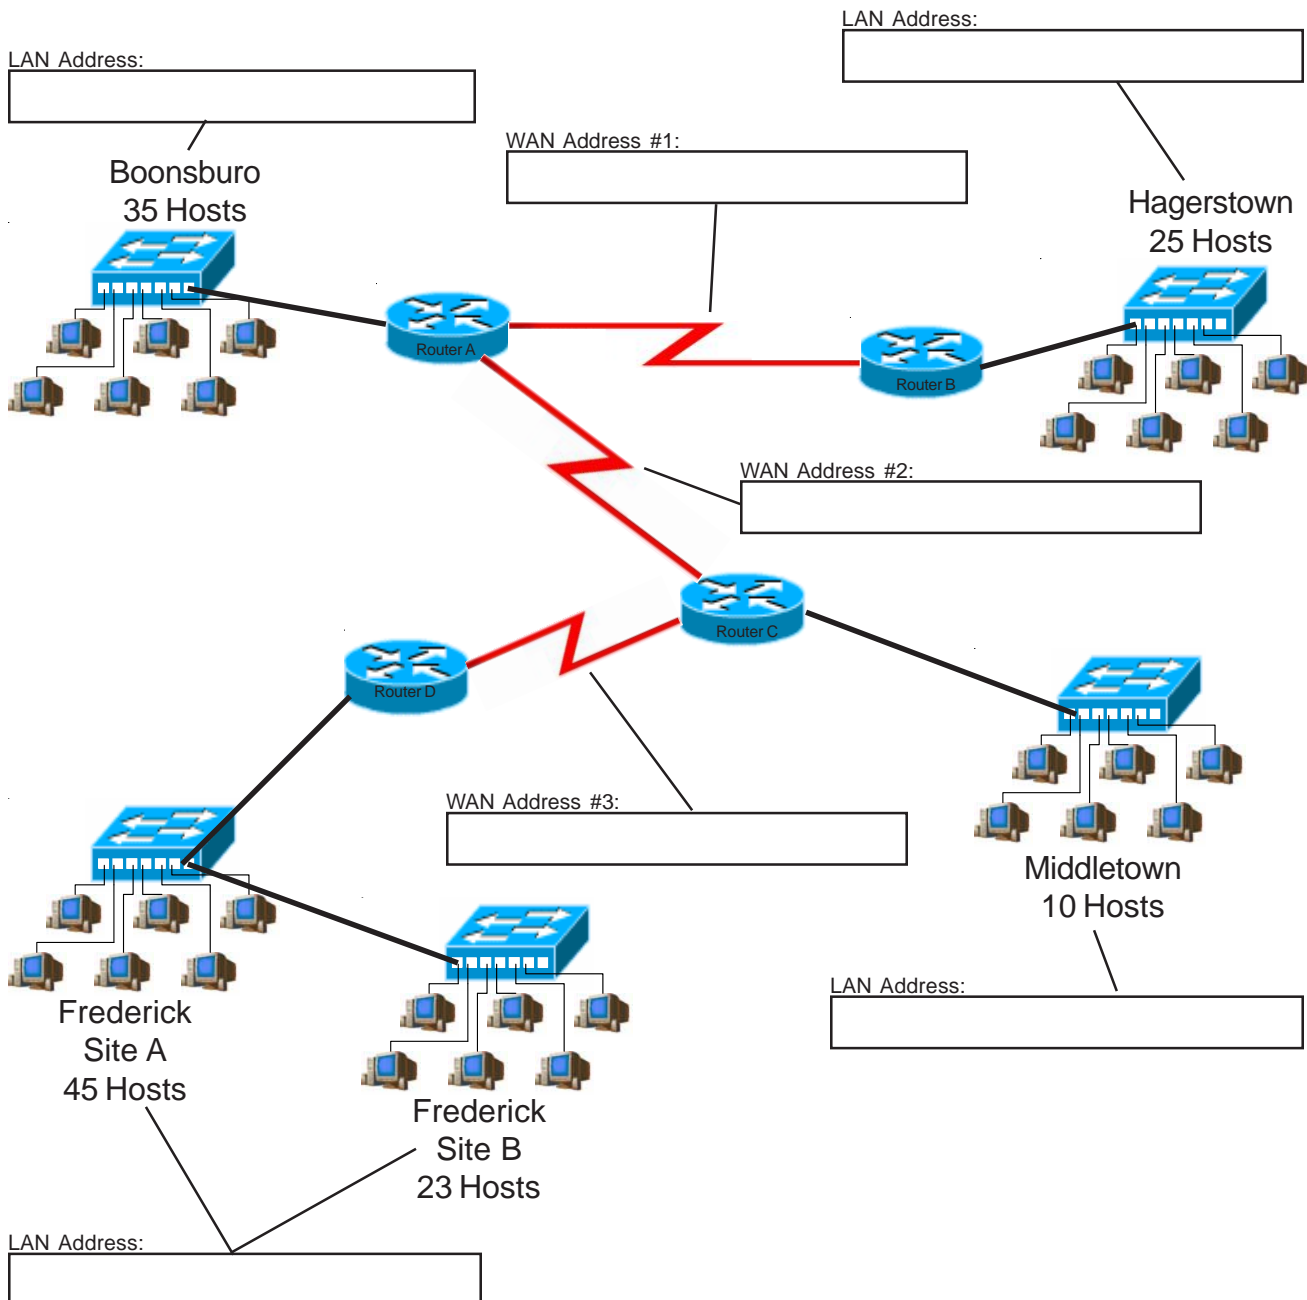 LAN Address:
LAN Address:
WAN Address #1:
Boonsburo
35 Hosts
Hagerstown
25 Hosts
Router A
Router B
WAN Address #2:
Router C
Router D
WAN Address #3:
Middletown
10 Hosts
LAN Address:
Frederick
Site A
45 Hosts
Frederick
Site B
23 Hosts
LAN Address: